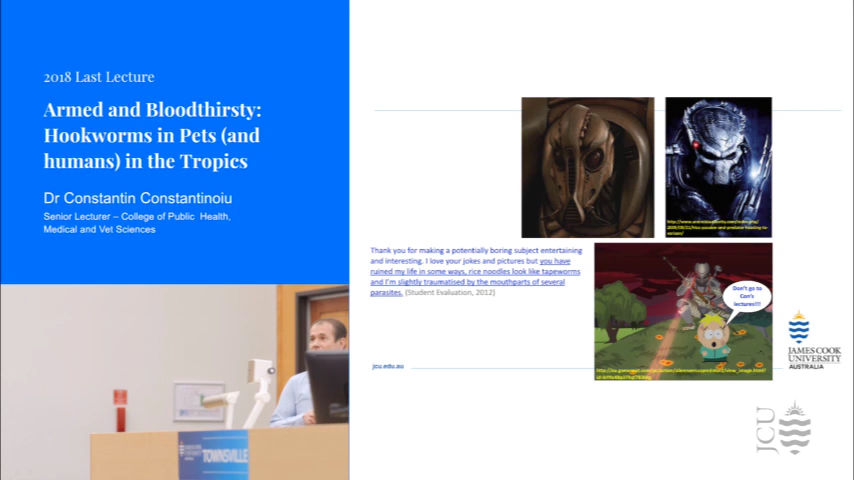 2018 Last Lecture
Armed and Bloodthirsty:
Hookworms in Pets (and
humans) in the Tropics
Dr Constantin Constantinoiu
Senior Lecturer – College of Public Health,
Medical and Vet Sciences
Thank you for making a potentially boring subject entertaining
and interesting. I love your jokes and pictures but you have
ruined my life in some ways, rice noodles look like tapeworms
and I'm slightly traumatised by the mouthparts of several
parasites. (Student Evaluation, 2012)
Don't go to
Con's
lectures!!!
jcu.edu.au
JAMES COOK
UNIVERSITY
AUSTRALIA
JCU
TOWNSVILLE